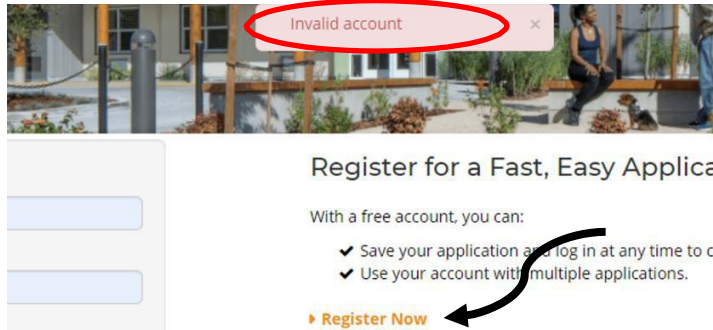 Invalid account ×
Register for a Fast, Easy Applica
With a free account, you can:
✔ Save your application and log in at any time to c
✔ Use your account with multiple applications.
Register Now